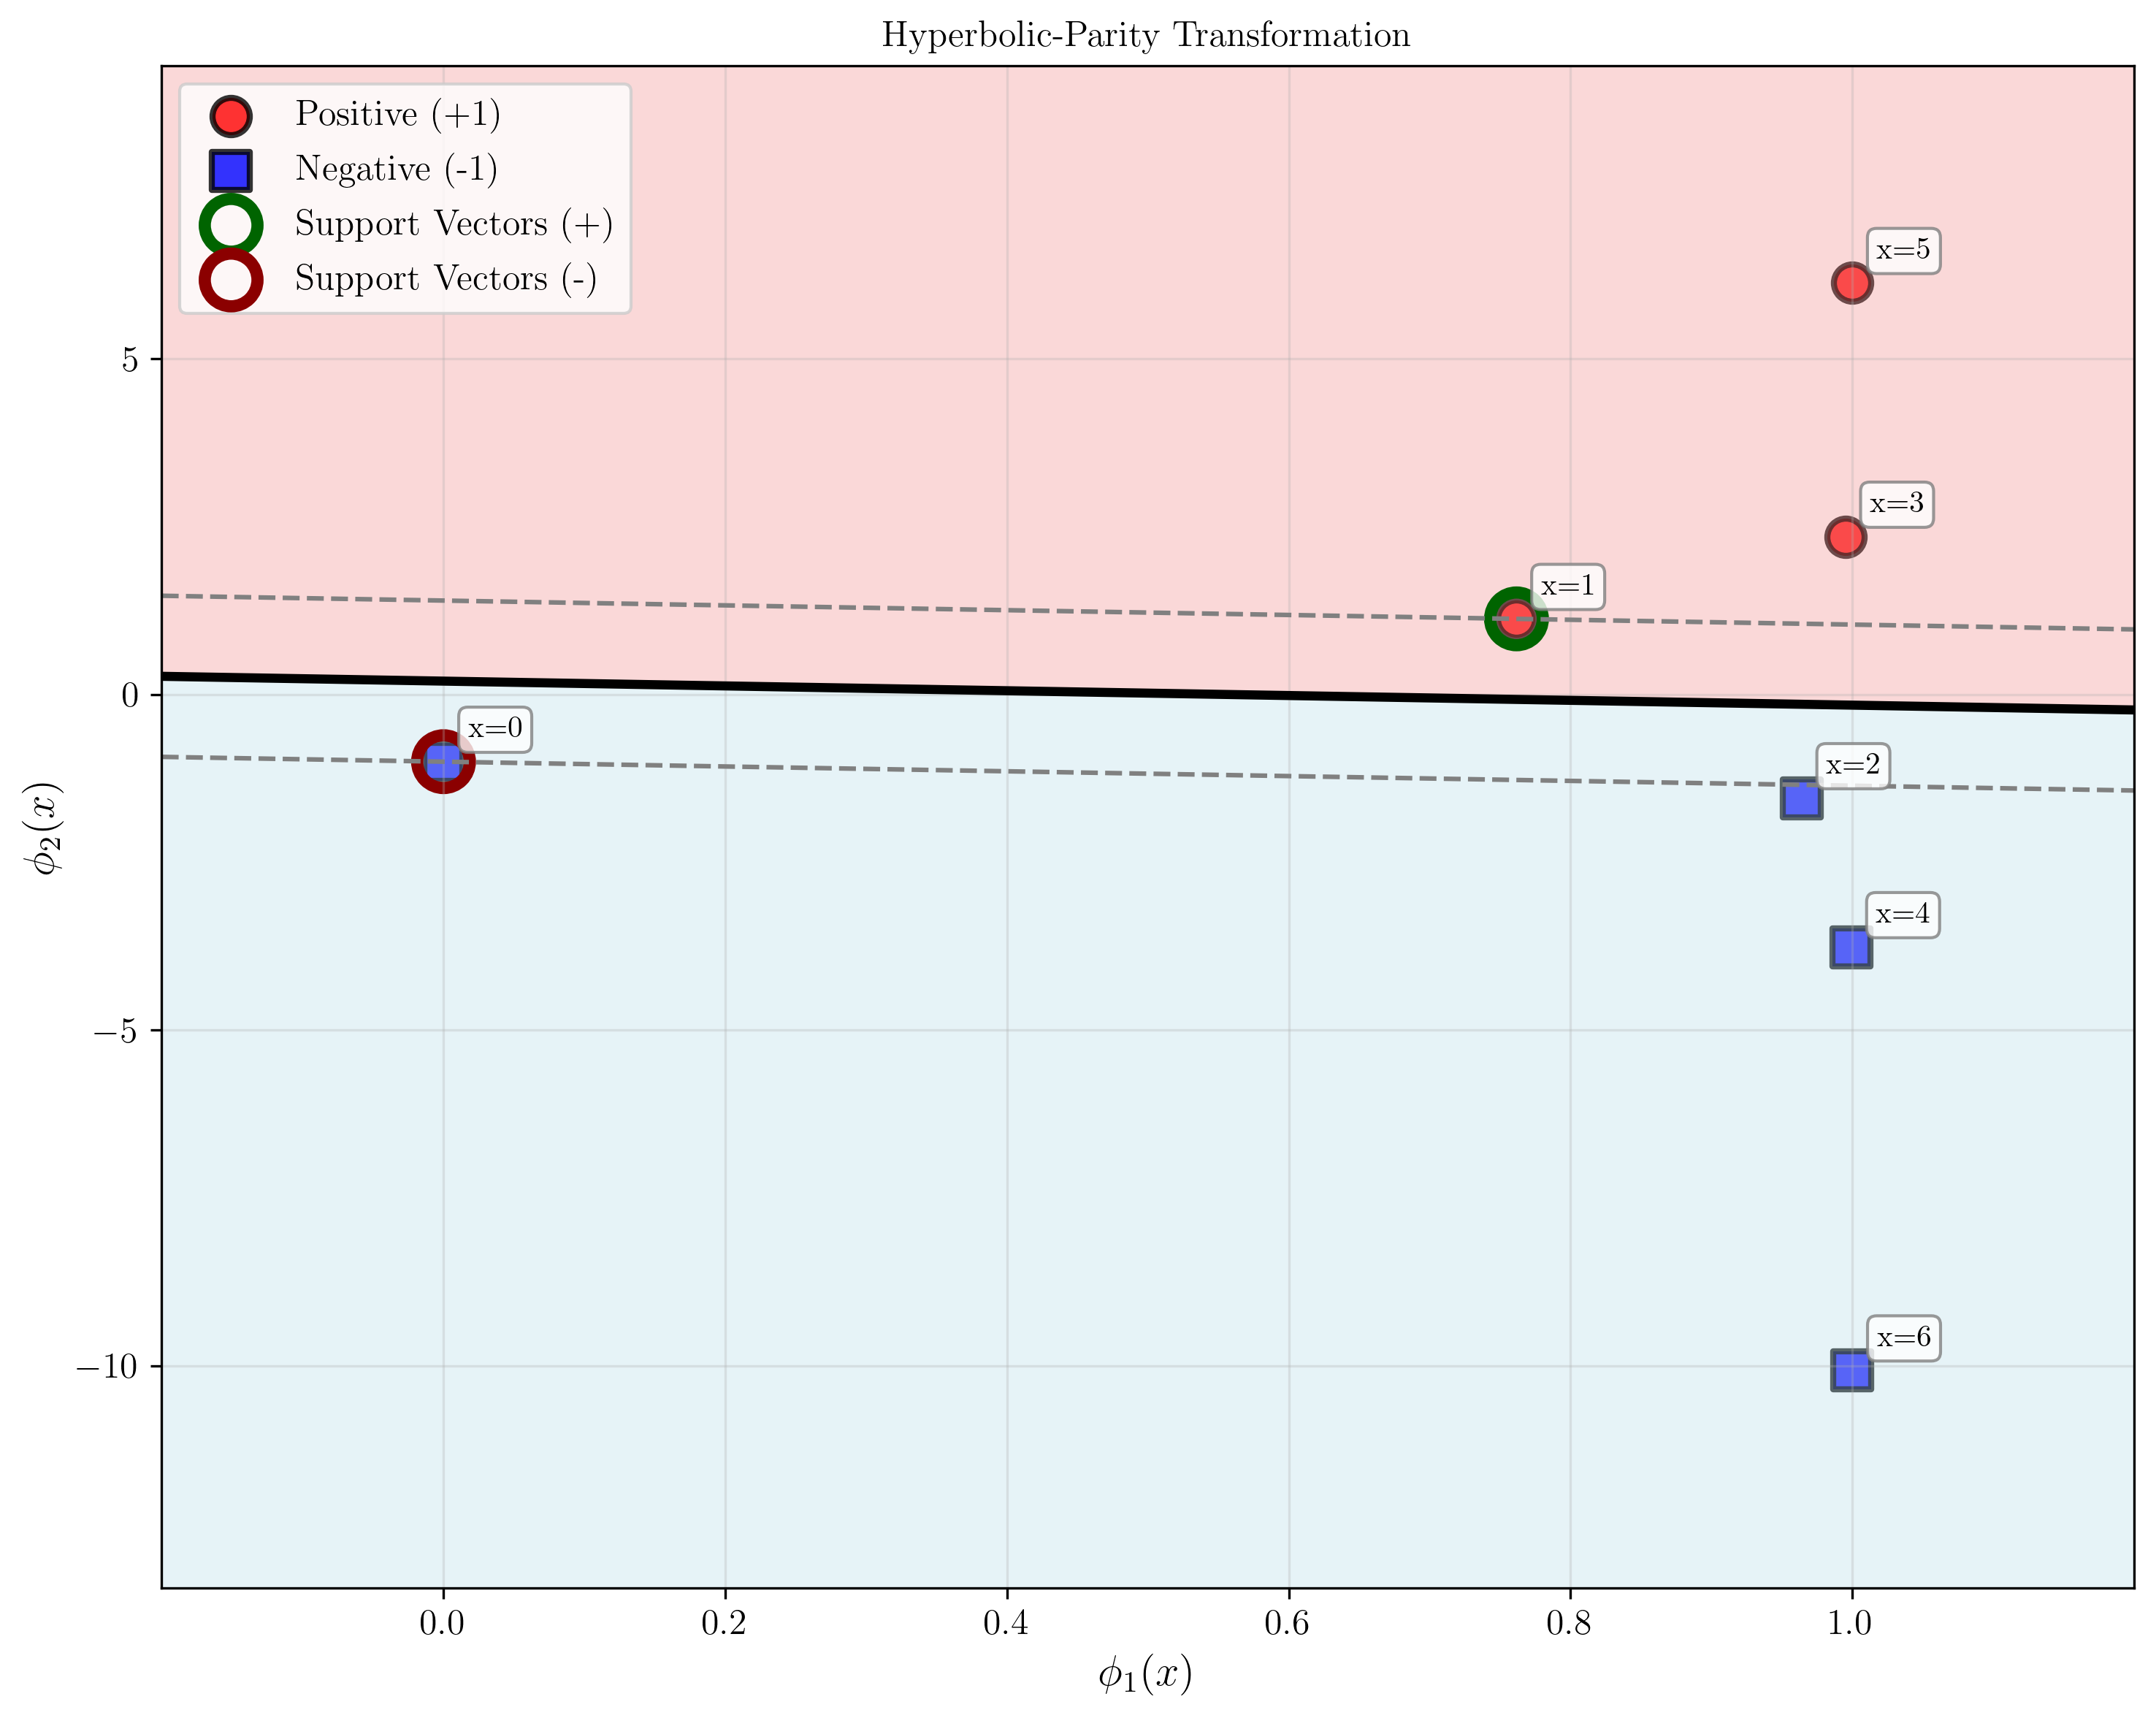 Hyperbolic-Parity Transformation
Positive (+1)
Negative (-1)
Support Vectors (+)
Support Vectors (-)
x=5
x=3
x=1
x=0
x=2
x=4
x=6
5
0
−5
−10
ϕ₂(x)
0.0 0.2 0.4 0.6 0.8 1.0
ϕ₁(x)